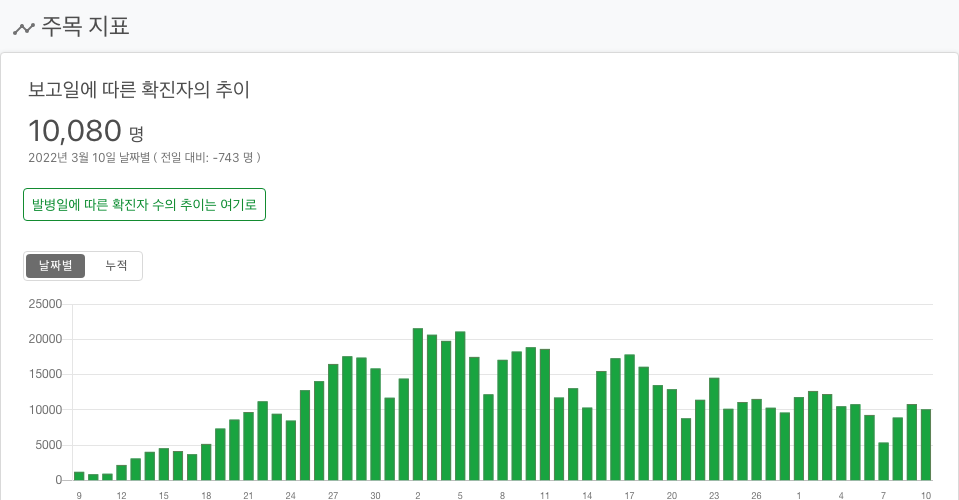 주목 지표
보고일에 따른 확진자의 추이
10,080 명
2022년 3월 10일 날짜별 ( 전일 대비: -743 명 )
발병일에 따른 확진자 수의 추이는 여기로
날짜별 누적
25000
20000
15000
10000
5000
0
9 12 15 18 21 24 27 30 2 5 8 11 14 17 20 23 26 1 4 7 10